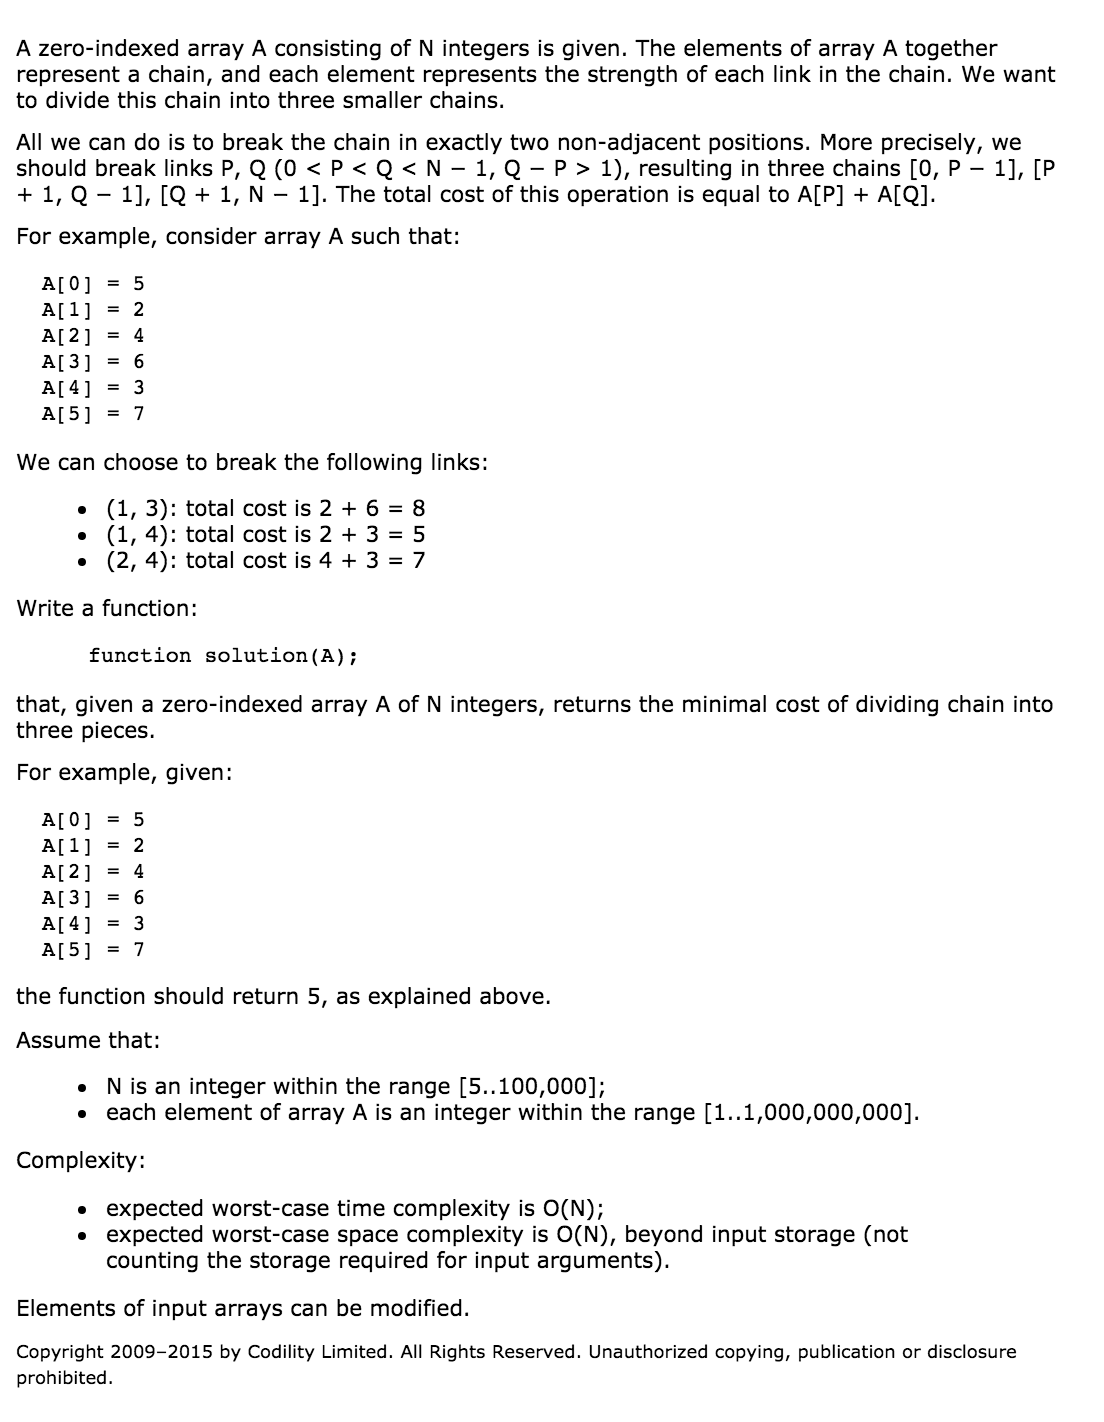 A zero-indexed array A consisting of N integers is given. The elements of array A together
represent a chain, and each element represents the strength of each link in the chain. We want
to divide this chain into three smaller chains.
All we can do is to break the chain in exactly two non-adjacent positions. More precisely, we
should break links P, Q (0 < P < Q < N − 1, Q − P > 1), resulting in three chains [0, P − 1], [P
+ 1, Q − 1], [Q + 1, N − 1]. The total cost of this operation is equal to A[P] + A[Q].
For example, consider array A such that:
A[0] = 5
A[1] = 2
A[2] = 4
A[3] = 6
A[4] = 3
A[5] = 7
We can choose to break the following links:
• (1, 3): total cost is 2 + 6 = 8
• (1, 4): total cost is 2 + 3 = 5
• (2, 4): total cost is 4 + 3 = 7
Write a function:
function solution(A);
that, given a zero-indexed array A of N integers, returns the minimal cost of dividing chain into
three pieces.
For example, given:
A[0] = 5
A[1] = 2
A[2] = 4
A[3] = 6
A[4] = 3
A[5] = 7
the function should return 5, as explained above.
Assume that:
• N is an integer within the range [5..100,000];
• each element of array A is an integer within the range [1..1,000,000,000].
Complexity:
• expected worst-case time complexity is O(N);
• expected worst-case space complexity is O(N), beyond input storage (not
counting the storage required for input arguments).
Elements of input arrays can be modified.
Copyright 2009–2015 by Codility Limited. All Rights Reserved. Unauthorized copying, publication or disclosure
prohibited.